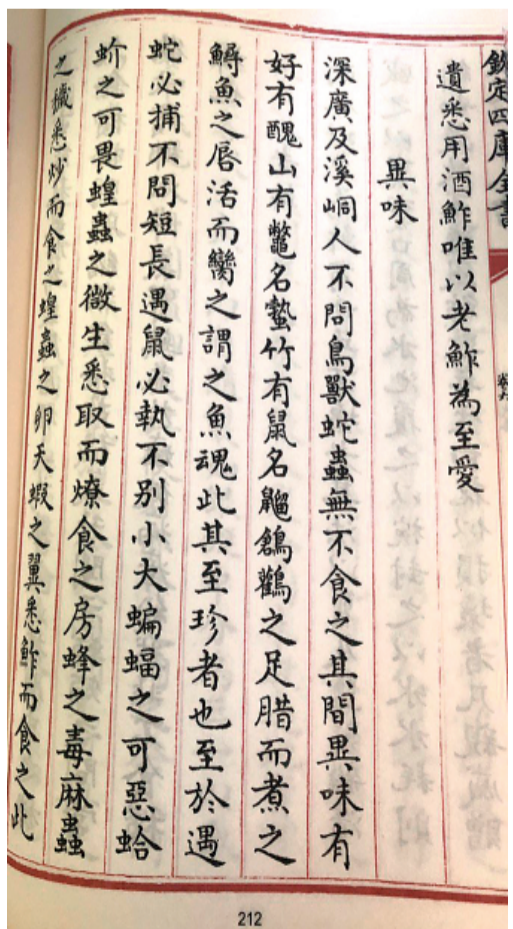 欽定四庫全書
遺悉用酒鮓唯以老鮓為至愛
異味
深廣及溪峒人不問鳥獸蛇蟲無不食之其間異味有
好有醜山有鼈名蟄竹有鼠名鼺鶬鸛之足腊而煮之
鱘魚之唇活而臠之謂之魚魂此其至珍者也至於遇
蛇必捕不問短長遇鼠必執不別小大蝙蝠之可惡蛤
蚧之可畏蝗蟲之微生悉取而燎食之房蜂之毒麻蟲
之穢悉炒而食之蝗蟲之卵天蝦之翼悉鮓而食之此
212